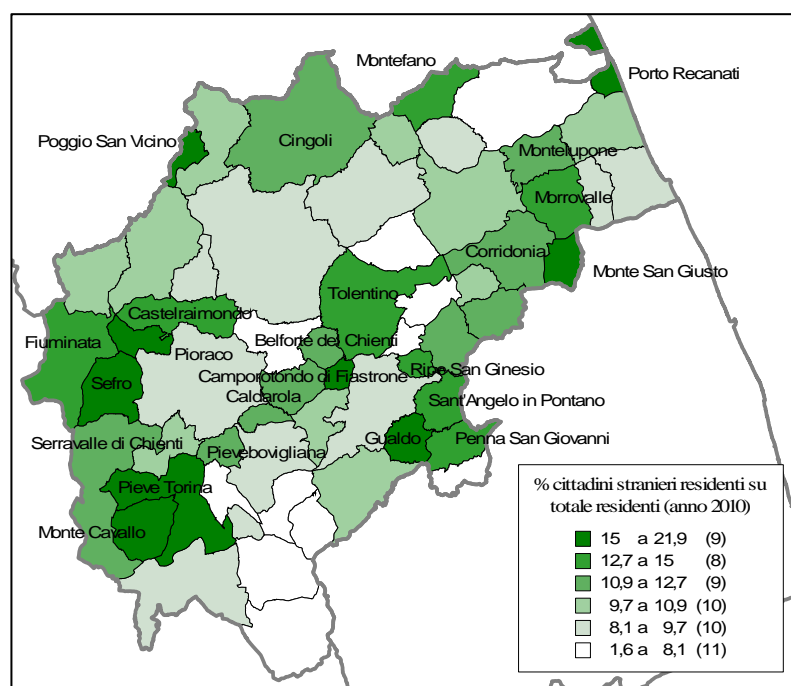 Montefano
Porto Recanati
Poggio San Vicino
Cingoli
Montelupone
Morrovalle
Corridonia
Monte San Giusto
Tolentino
Castelraimondo
Fiuminata
Belforte del Chienti
Pioraco
Ripe San Ginesio
Sefro
Camporotondo di Fiastrone
Caldarola
Sant'Angelo in Pontano
Serravalle di Chienti
Gualdo
Penna San Giovanni
Pievebovigliana
Pieve Torina
Monte Cavallo
% cittadini stranieri residenti su
totale residenti (anno 2010)
15 a 21,9 (9)
12,7 a 15 (8)
10,9 a 12,7 (9)
9,7 a 10,9 (10)
8,1 a 9,7 (10)
1,6 a 8,1 (11)